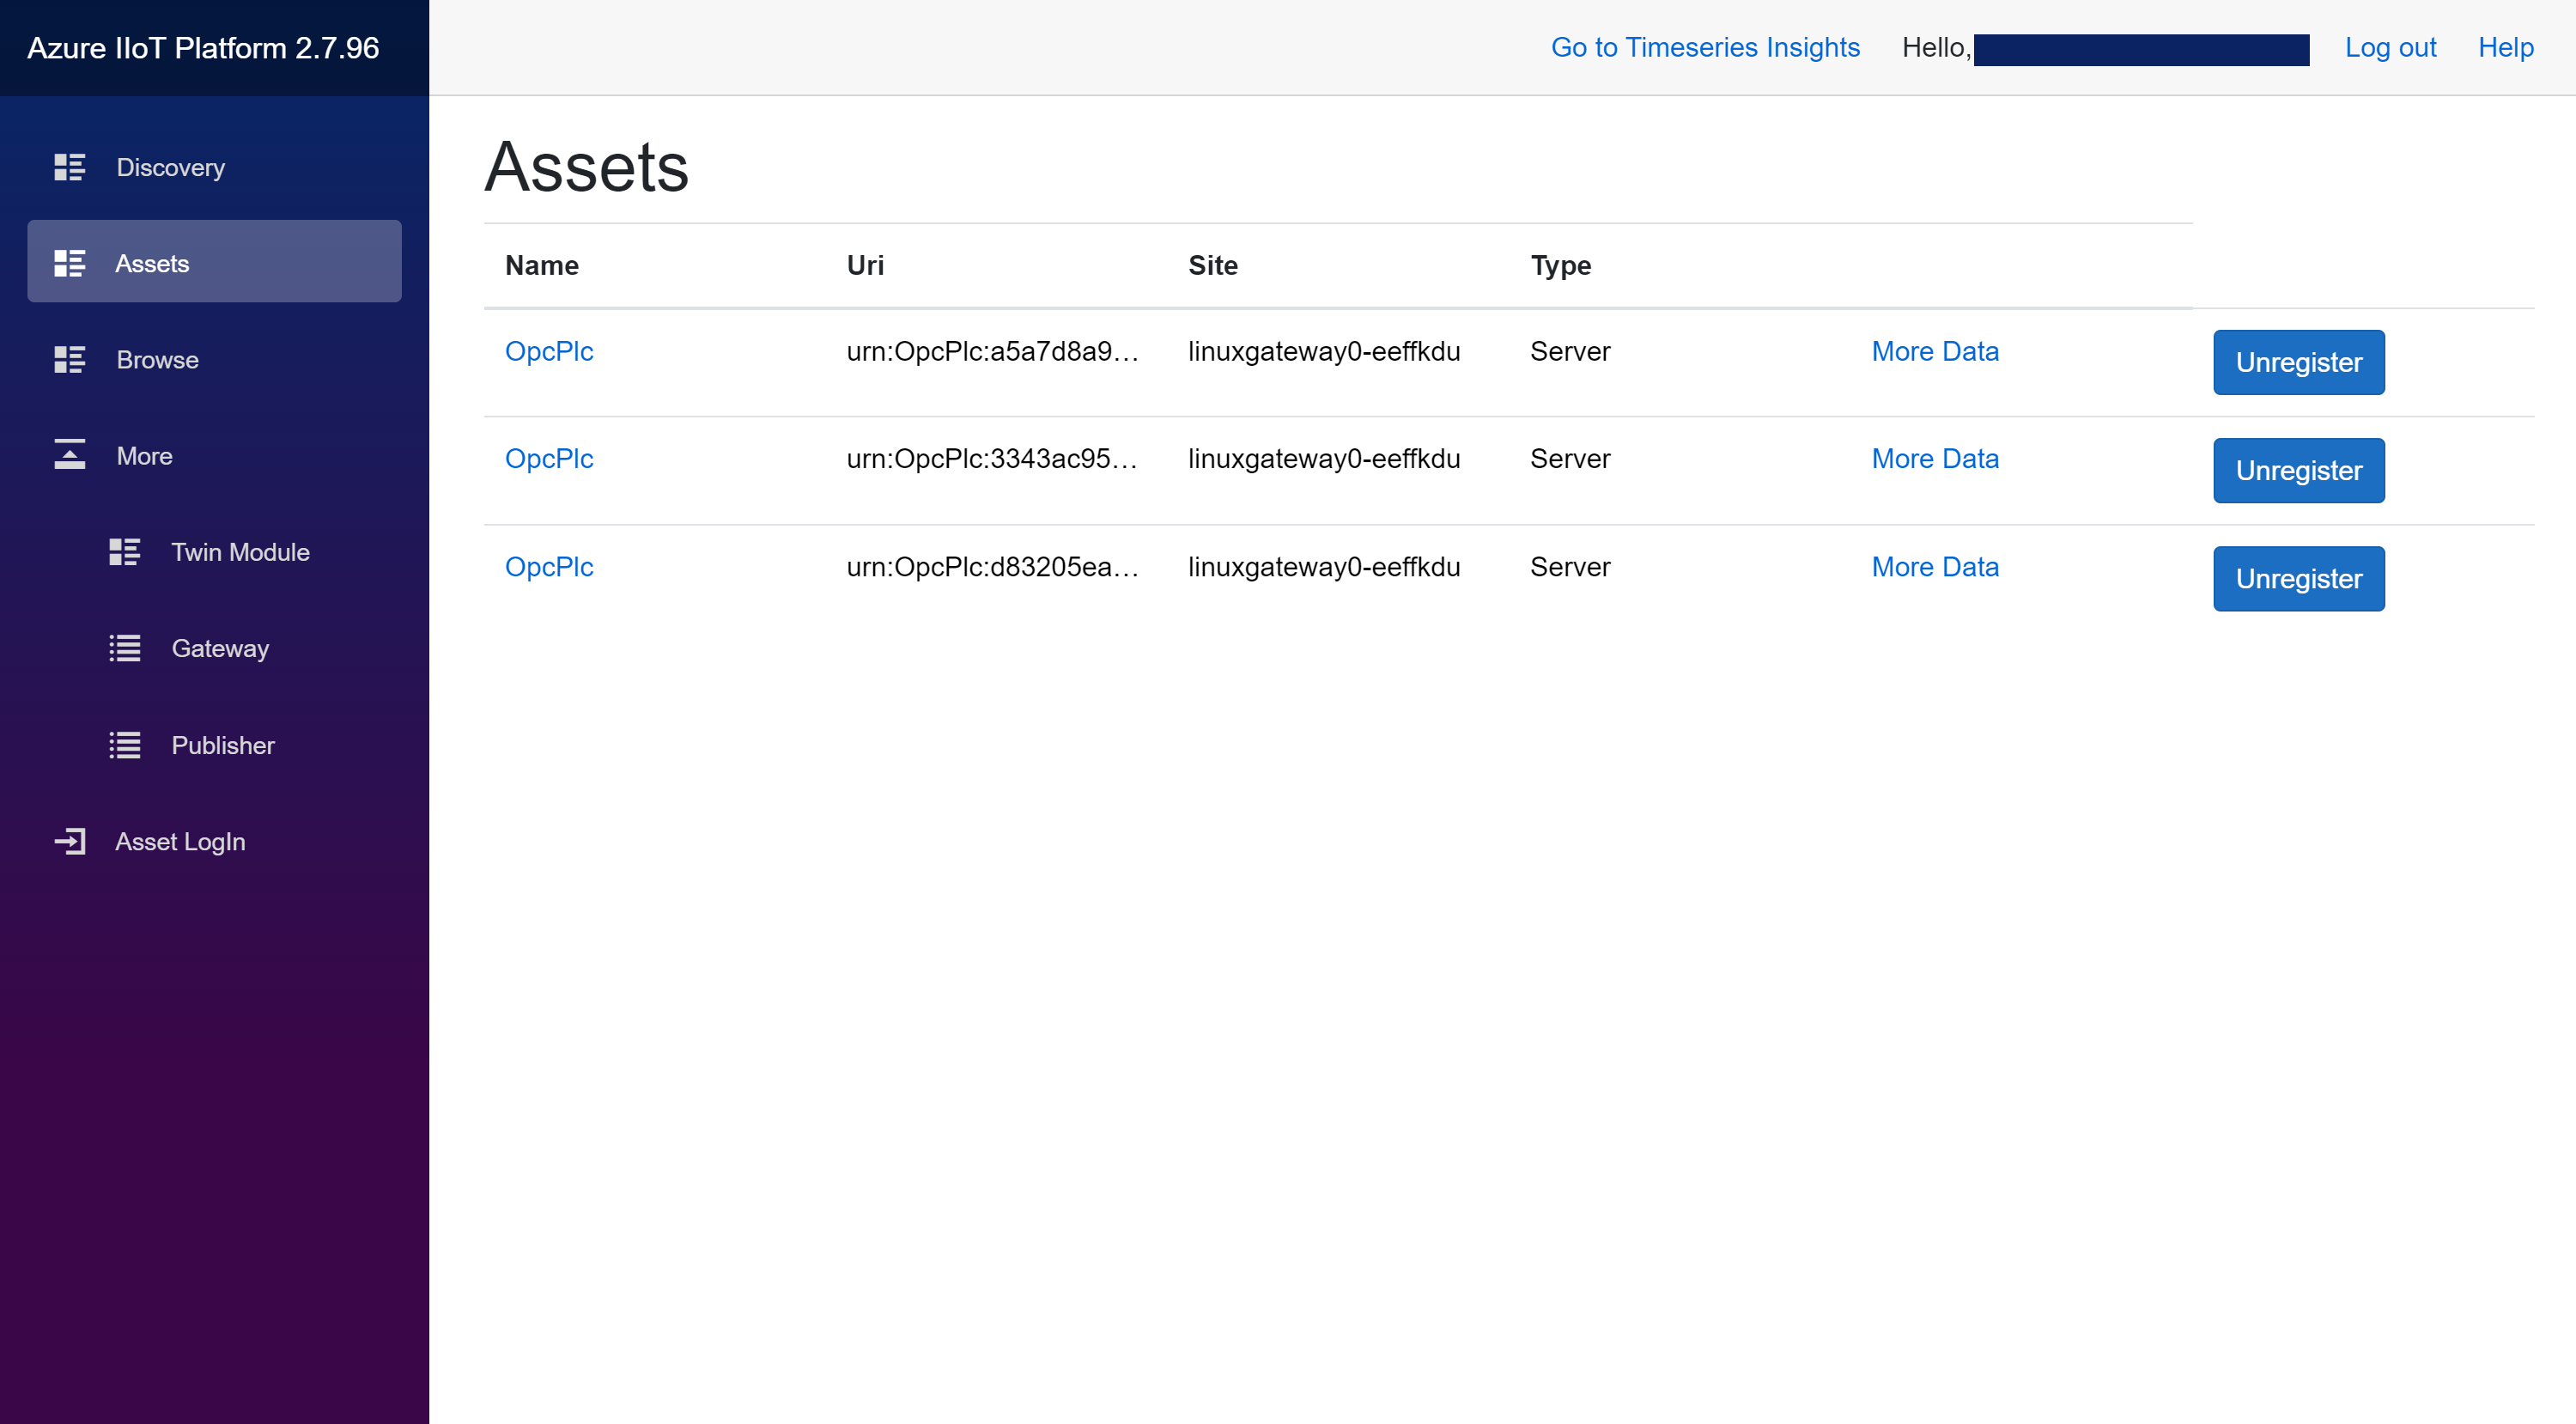 Azure IIoT Platform 2.7.96
Go to Timeseries Insights Hello, Log out Help
Discovery
Assets
Browse
More
Twin Module
Gateway
Publisher
Asset LogIn
Assets
Name Uri Site Type
OpcPlc urn:OpcPlc:a5a7d8a9… linuxgateway0-eeffkdu Server More Data Unregister
OpcPlc urn:OpcPlc:3343ac95… linuxgateway0-eeffkdu Server More Data Unregister
OpcPlc urn:OpcPlc:d83205ea… linuxgateway0-eeffkdu Server More Data Unregister